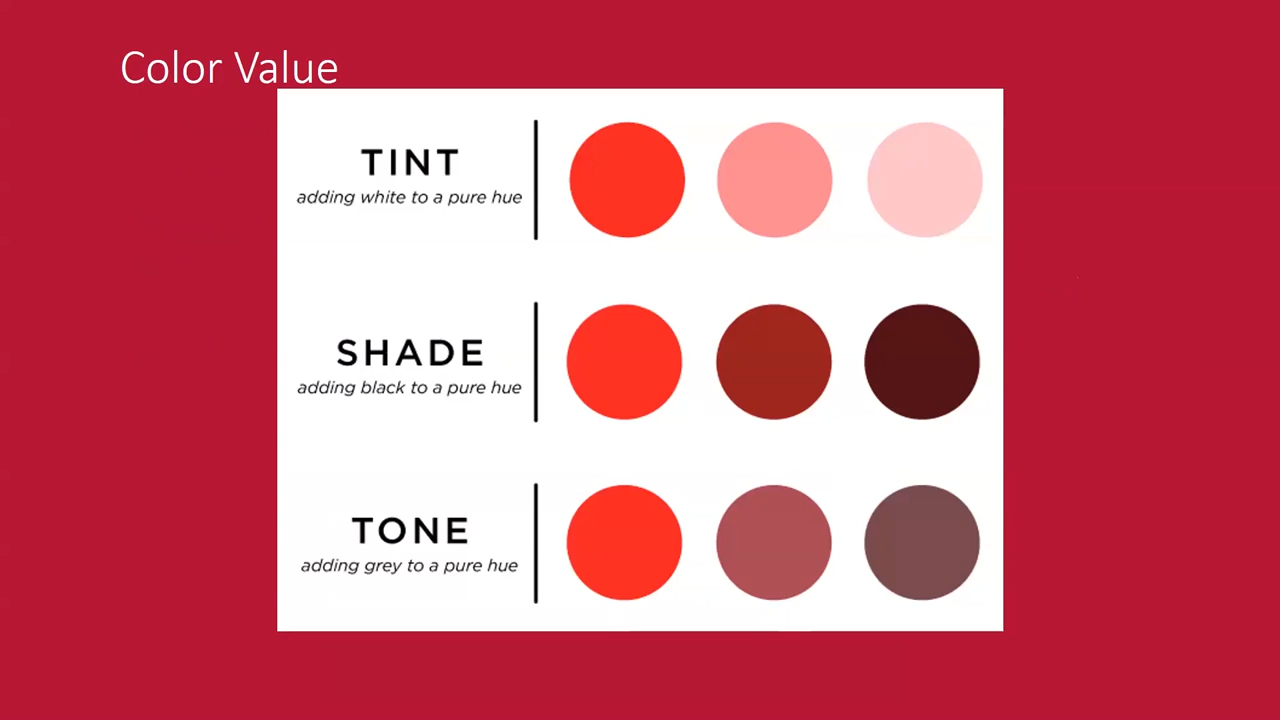 Color Value
TINT
adding white to a pure hue
SHADE
adding black to a pure hue
TONE
adding grey to a pure hue